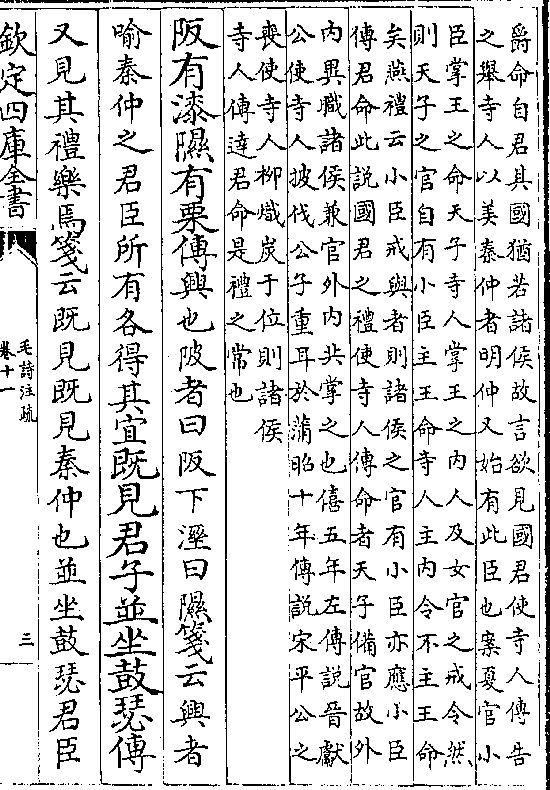 爵命自君其國猶若諸侯故言欲見國君使寺人傳告
之舉寺人以美秦仲者明仲又始有此臣也案夏官小
臣掌王之命天子寺人掌王之内人及女官之戒令然
則天子之官自有小臣主王命寺人主内令不主王命
矣燕禮云小臣戒與者則諸侯之官有小臣亦應小臣
傳君命此說國君之禮使寺人傳命者天子備官故外
内異職諸侯兼官外内共掌之也僖五年左傳說晉獻
公使寺人披伐公子重耳於蒲昭十年傳説宋平公之
喪使寺人柳熾炭于位則諸侯
寺人傳達君命是禮之常也
阪有漆隰有栗傳興也陂者曰阪下溼曰隰箋云興者
喻秦仲之君臣所有各得其宜既見君子並坐鼓瑟傳
又見其禮樂焉箋云既見既見秦仲也並坐鼓瑟君臣
欽定四庫全書
毛詩注疏
卷十一
三